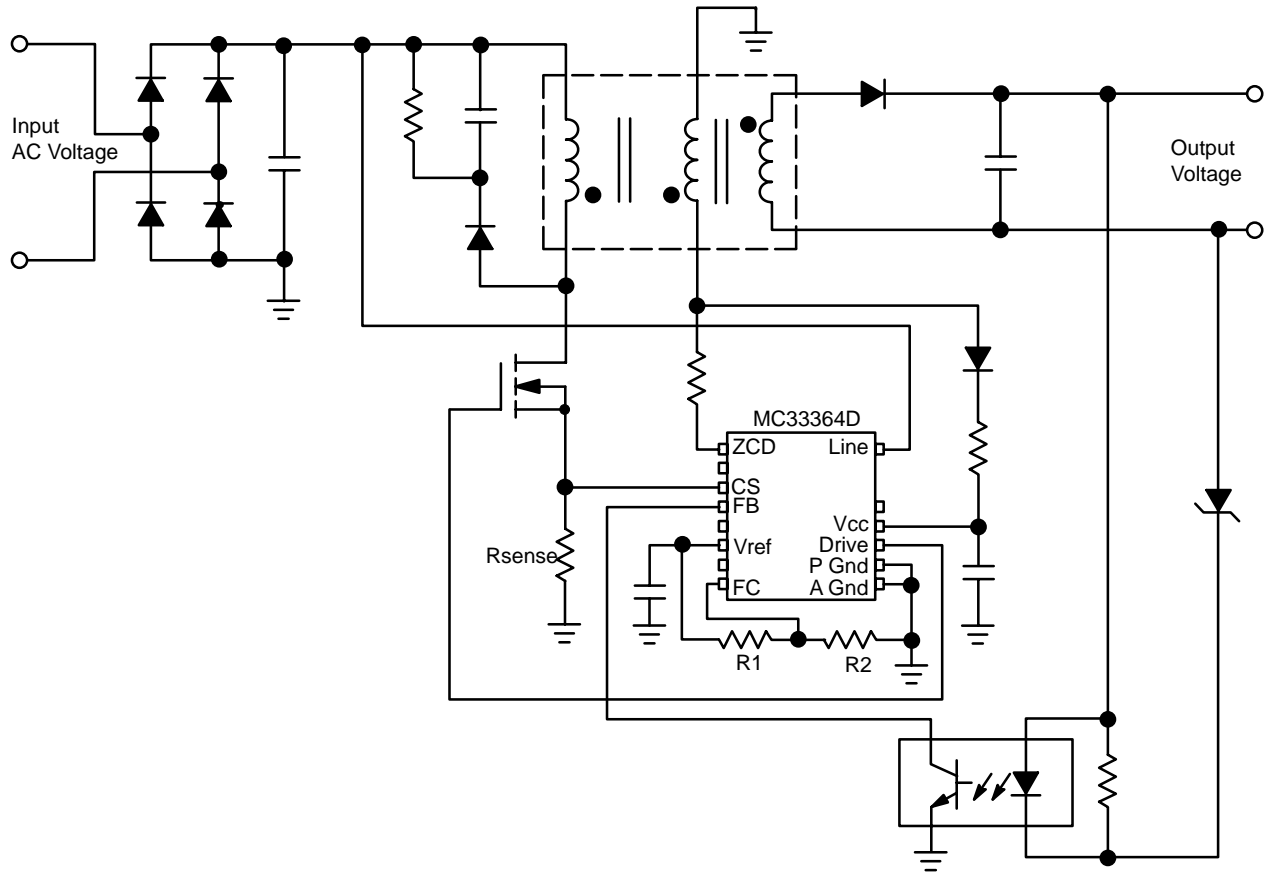 Input
AC Voltage
Output
Voltage
MC33364D
ZCD
Line
CS
FB
Vcc
Vref
Drive
P Gnd
FC
A Gnd
Rsense
R1
R2